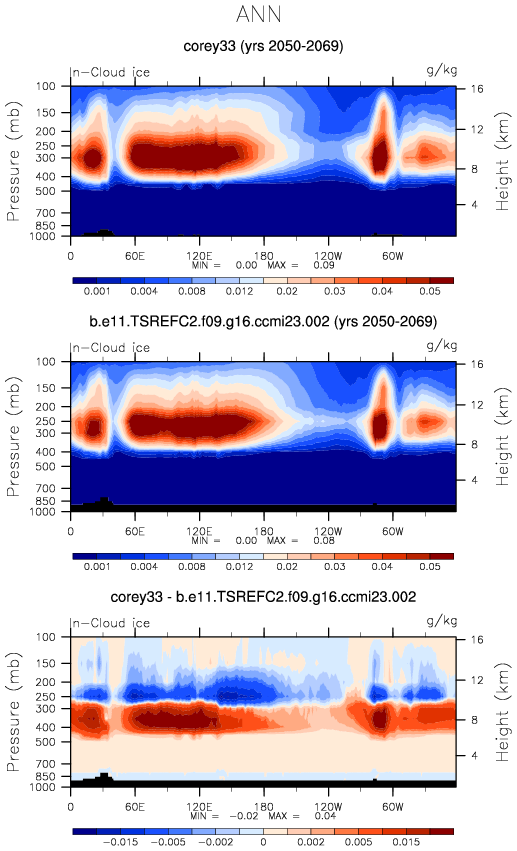 ANN
corey33 (yrs 2050-2069)
n-Cloud ice g/kg
Pressure (mb)
100
150
200
250
300
400
500
700
850
1000
16
12
8
4
Height (km)
0 60E 120E 180 120W 60W
MIN = 0.00 MAX = 0.09
0.001 0.004 0.008 0.012 0.02 0.03 0.04 0.05
b.e11.TSREFC2.f09.g16.ccmi23.002 (yrs 2050-2069)
n-Cloud ice g/kg
Pressure (mb)
100
150
200
250
300
400
500
700
850
1000
16
12
8
4
Height (km)
0 60E 120E 180 120W 60W
MIN = 0.00 MAX = 0.08
0.001 0.004 0.008 0.012 0.02 0.03 0.04 0.05
corey33 - b.e11.TSREFC2.f09.g16.ccmi23.002
n-Cloud ice g/kg
Pressure (mb)
100
150
200
250
300
400
500
700
850
1000
16
12
8
4
Height (km)
0 60E 120E 180 120W 60W
MIN = -0.02 MAX = 0.04
-0.015 -0.005 -0.002 0 0.002 0.005 0.015